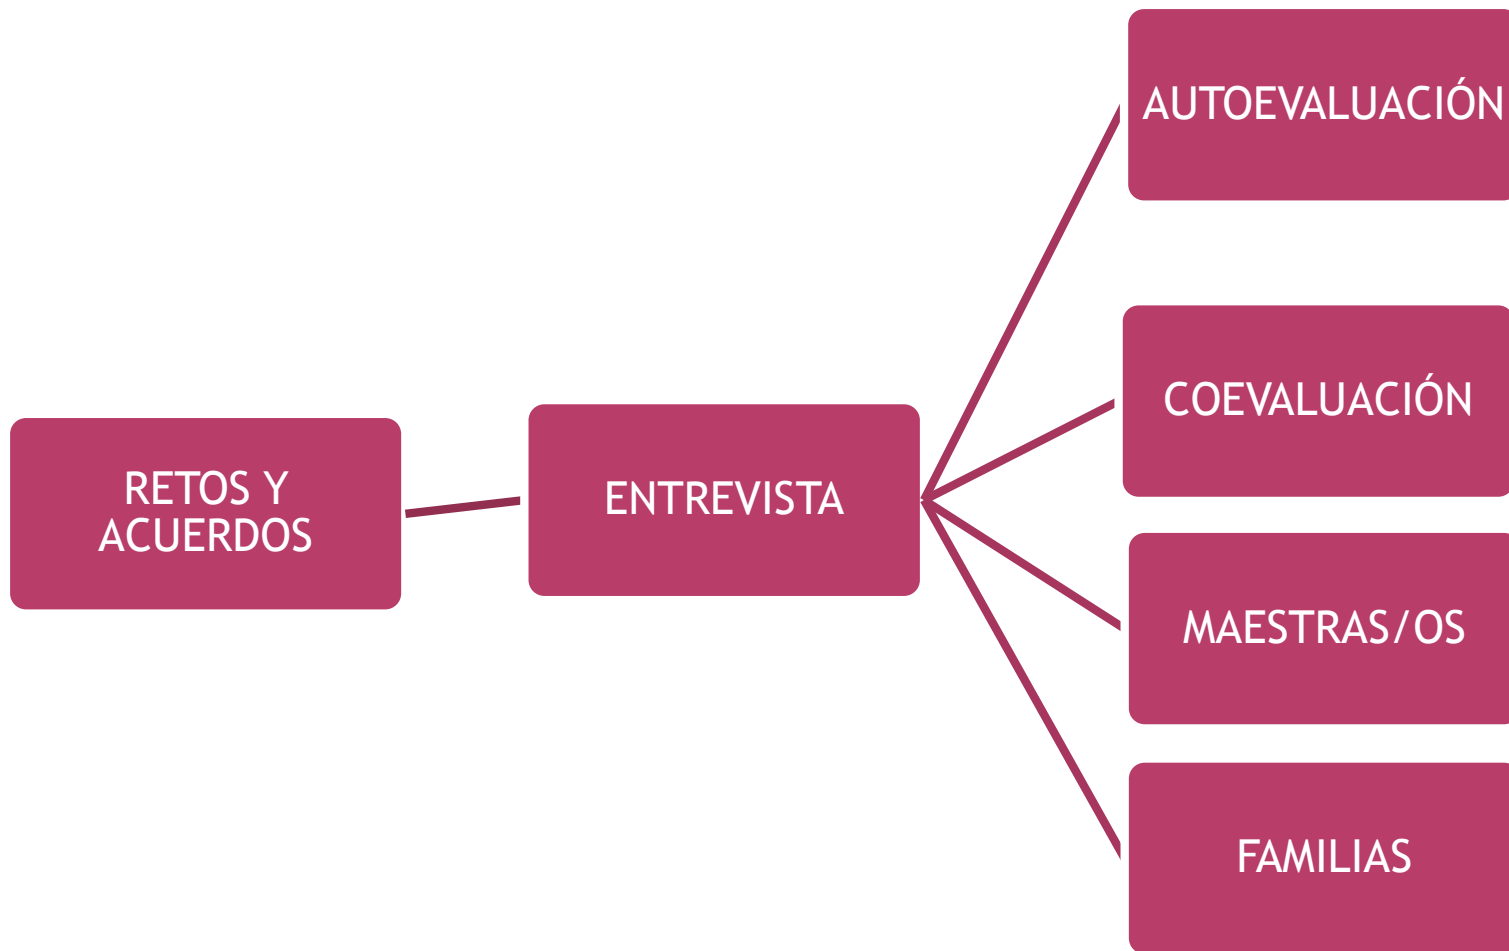 RETOS Y
ACUERDOS
ENTREVISTA
AUTOEVALUACIÓN
COEVALUACIÓN
MAESTRAS/OS
FAMILIAS